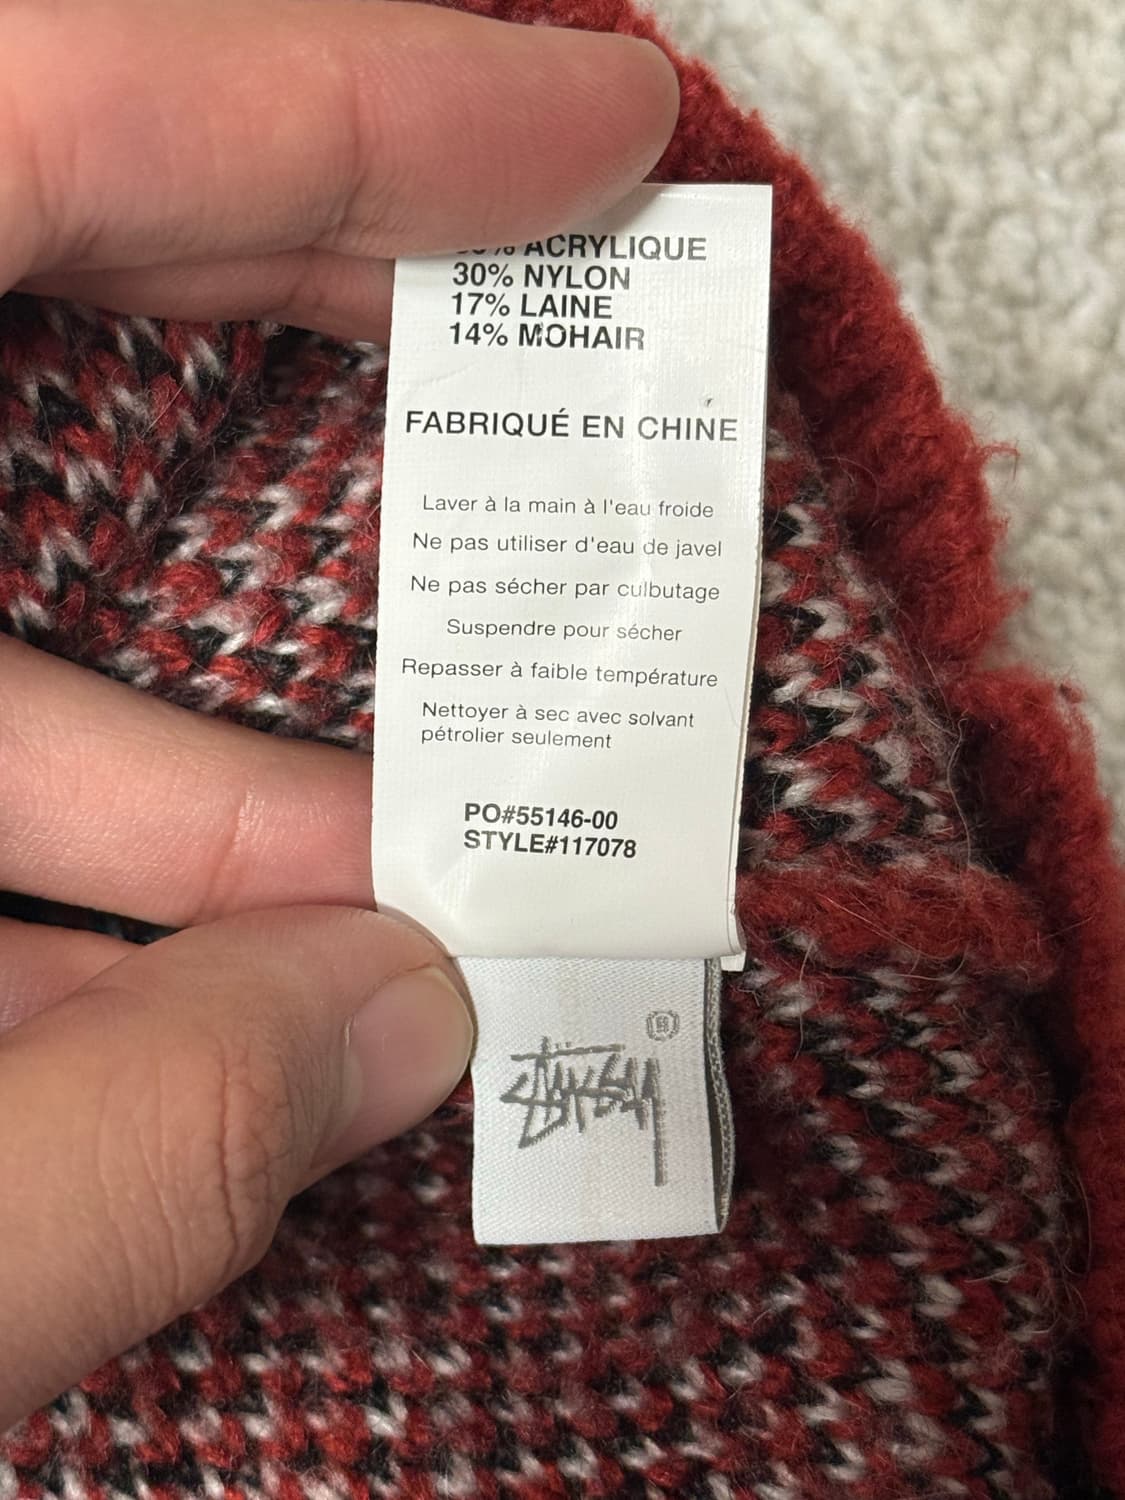 ACRYLIQUE
30% NYLON
17% LAINE
14% MOHAIR
FABRIQUÉ EN CHINE
Laver à la main à l'eau froide
Ne pas utiliser d'eau de javel
Ne pas sécher par culbutage
Suspendre pour sécher
Repasser à faible température
Nettoyer à sec avec solvant
pétrolier seulement
PO#55146-00
STYLE#117078
®
Stüssy